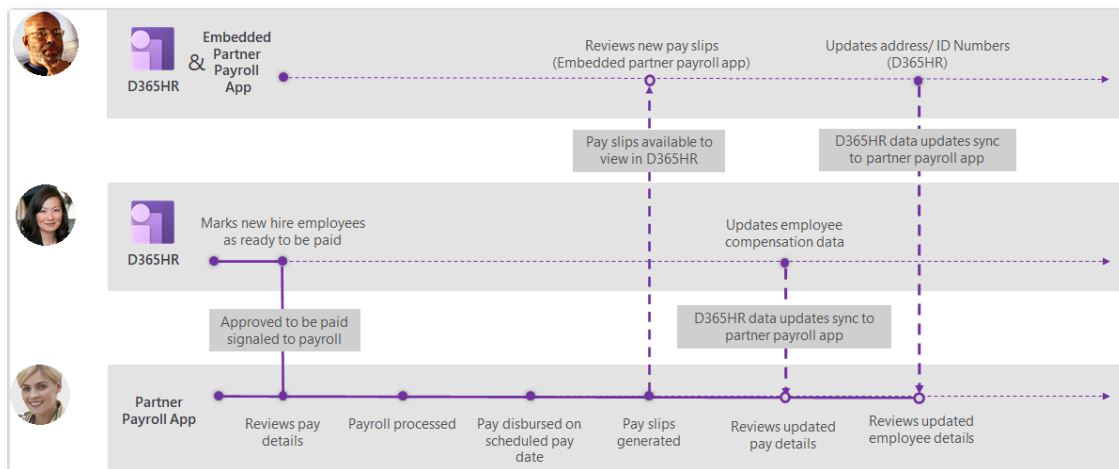 D365HR
&
Embedded
Partner
Payroll
App
Reviews new pay slips
(Embedded partner payroll app)
Updates address/ ID Numbers
(D365HR)
Pay slips available to
view in D365HR
D365HR data updates sync
to partner payroll app
D365HR
Marks new hire employees
as ready to be paid
Updates employee
compensation data
Approved to be paid
signaled to payroll
D365HR data updates sync to
partner payroll app
Partner
Payroll App
Reviews pay
details
Payroll processed
Pay disbursed on
scheduled pay
date
Pay slips
generated
Reviews updated
pay details
Reviews updated
employee details